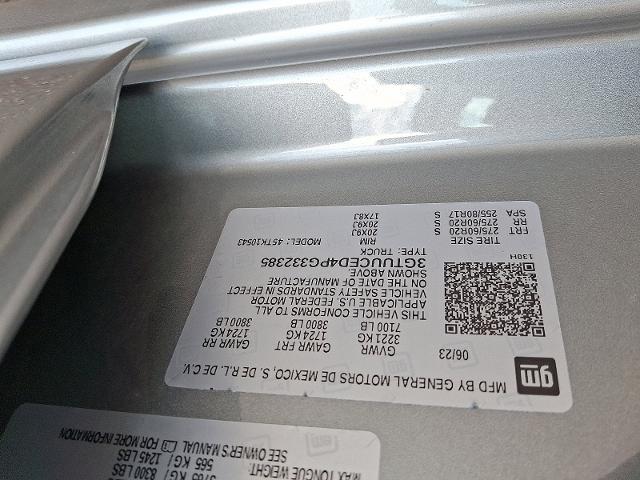 gm
MFD BY GENERAL MOTORS DE MEXICO, S. DE R.L. DE C.V.
06/23 GVWR GAWR FRT GAWR RR
3221 KG 1724 KG 1724 KG
7100 LB 3800 LB 3800 LB
THIS VEHICLE CONFORMS TO ALL
APPLICABLE U.S. FEDERAL MOTOR
VEHICLE SAFETY STANDARDS IN EFFECT
ON THE DATE OF MANUFACTURE
SHOWN ABOVE.
3GTUUCED4PG332385
TYPE: TRUCK MODEL: 4STK10543
130H
TIRE SIZE RIM
FRT 275/60R20 S 20X9J
RR 275/60R20 S 20X9J
SPA 255/80R17 S 17X8J
3765 KG / 8300 LBS
MAX TONGUE WEIGHT:
565 KG / 1245 LBS
SEE OWNER'S MANUAL FOR MORE INFORMATION